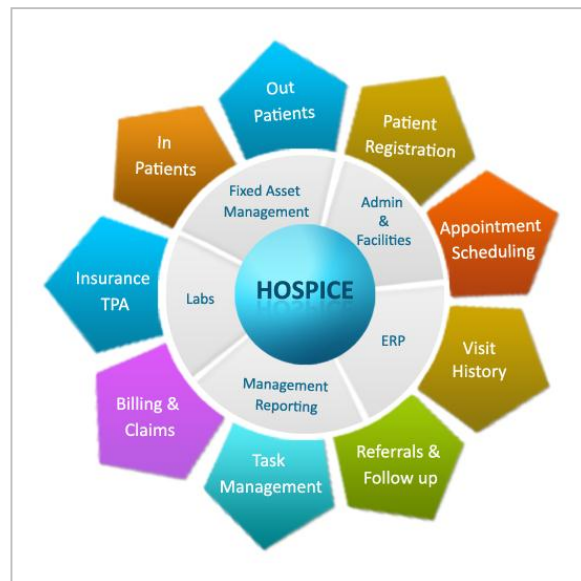 Out
Patients
Patient
Registration
Appointment
Scheduling
Visit
History
Referrals &
Follow up
Task
Management
Billing &
Claims
Insurance
TPA
In
Patients
Fixed Asset
Management
Admin
&
Facilities
ERP
Management
Reporting
Labs
HOSPICE